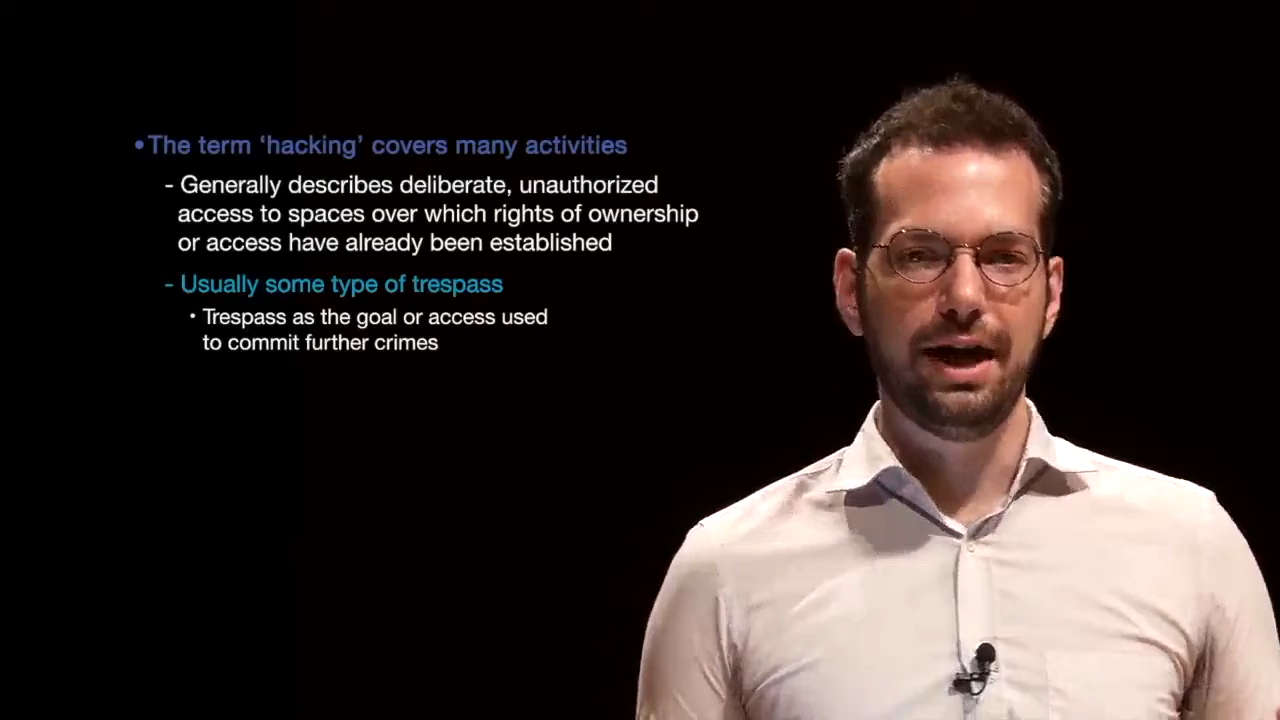 •The term ‘hacking’ covers many activities
- Generally describes deliberate, unauthorized
access to spaces over which rights of ownership
or access have already been established
- Usually some type of trespass
• Trespass as the goal or access used
to commit further crimes